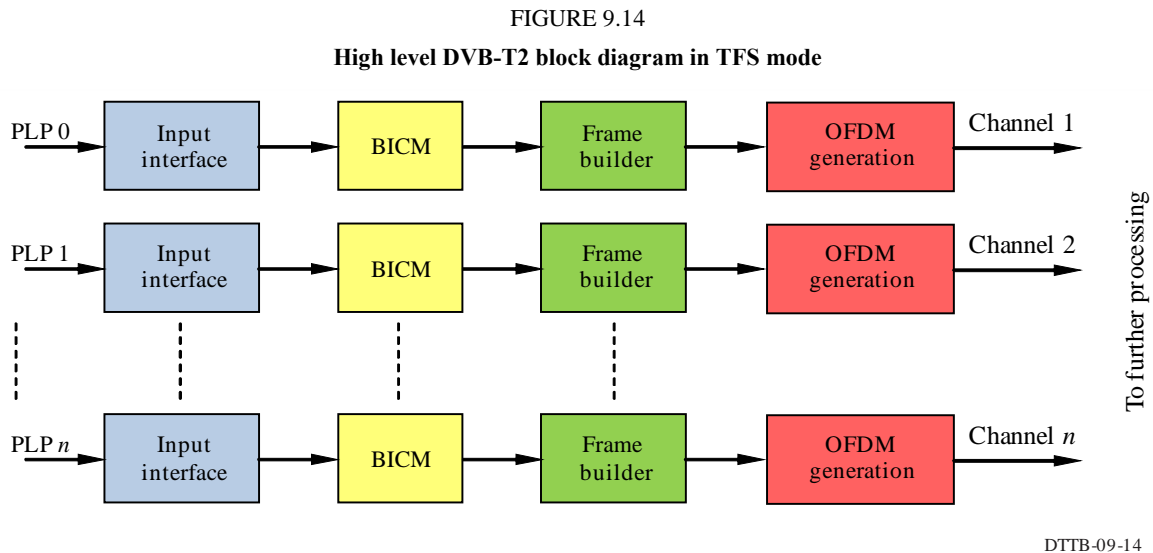 FIGURE 9.14
High level DVB-T2 block diagram in TFS mode
PLP 0
Input
interface
BICM
Frame
builder
OFDM
generation
Channel 1
PLP 1
Input
interface
BICM
Frame
builder
OFDM
generation
Channel 2
PLP n
Input
interface
BICM
Frame
builder
OFDM
generation
Channel n
To further processing
DTTB-09-14